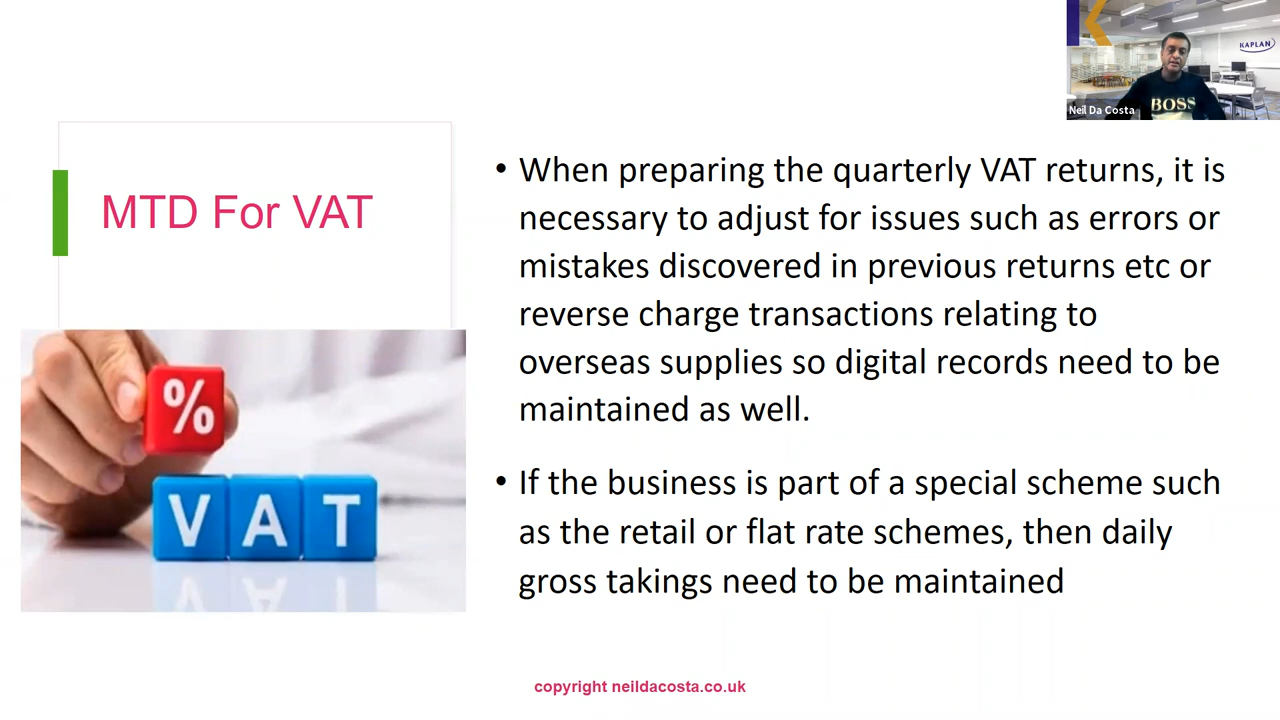 KAPLAN
BOSS
Neil Da Costa
MTD For VAT
%
VAT
• When preparing the quarterly VAT returns, it is
necessary to adjust for issues such as errors or
mistakes discovered in previous returns etc or
reverse charge transactions relating to
overseas supplies so digital records need to be
maintained as well.
• If the business is part of a special scheme such
as the retail or flat rate schemes, then daily
gross takings need to be maintained
copyright neildacosta.co.uk